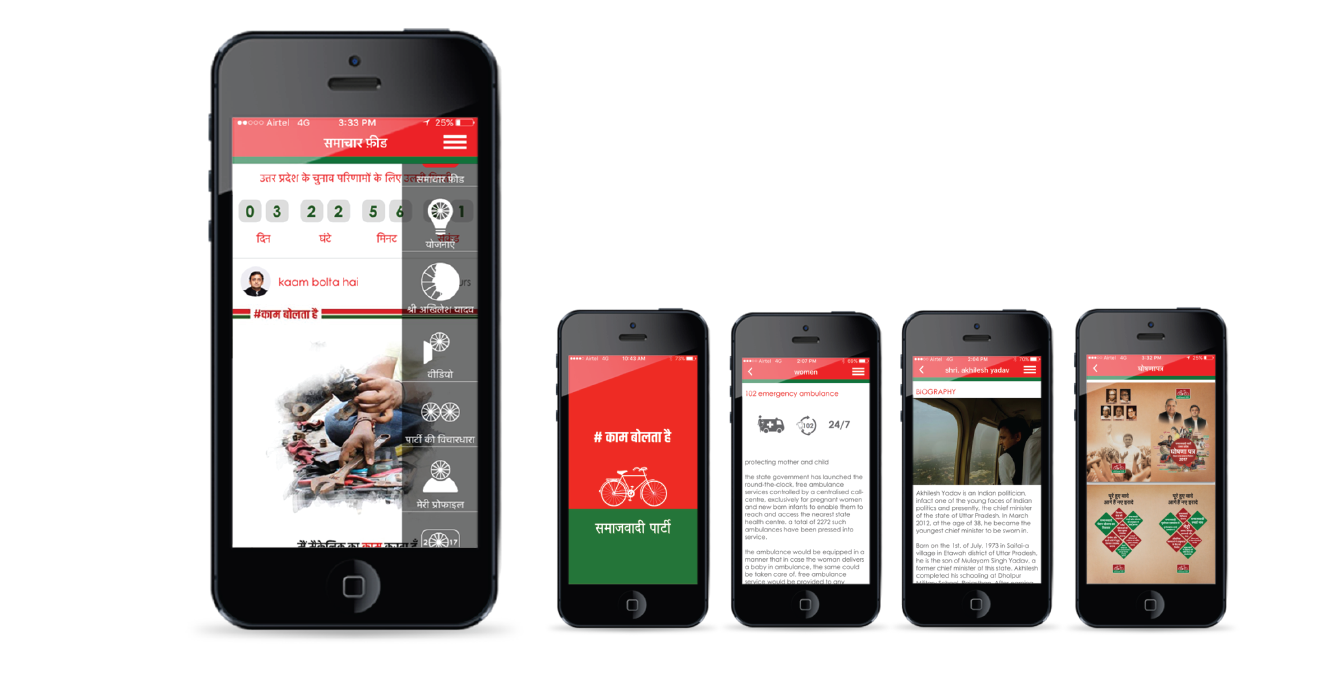 Airtel 4G 3:33 PM 25%
समाचार फ़ीड
उत्तर प्रदेश के चुनाव परिणामों के लिए
समाचार फ़ीड
0 3 2 2 5 6 1
दिन घंटे मिनट सेकंड
योजनाएं
kaam bolta hai
श्री अखिलेश यादव
#काम बोलता है
वीडियो
पार्टी की विचारधारा
मेरी प्रोफाइल
2 17
मैं मैकेनिक का काम करता हूँ
Airtel 4G 10:43 AM 73%
# काम बोलता है
समाजवादी पार्टी
Airtel 4G 2:07 PM 68%
women
102 emergency ambulance
102
24/7
protecting mother and child
the state government has launched the
round-the-clock, free ambulance
services controlled by a centralised call-
centre, exclusively for pregnant women
and new born infants to enable them to
reach and access the nearest state
health centre, a total of 2272 such
ambulances have been pressed into
service.
the ambulance would be equipped in a
manner that in case the woman delivers
a baby in ambulance, the same could
be taken care of. free ambulance
service would be provided to any
Airtel 4G 2:04 PM 70%
shri. akhilesh yadav
BIOGRAPHY
Akhilesh Yadav is an Indian politician,
infact one of the young faces of Indian
politics and presently, the chief minister
of the state of Uttar Pradesh. In March
2012, at the age of 38, he became the
youngest chief minister to be sworn in.
Born on the 1st. of July, 1973 in Saifai-a
village in Etawah district of Uttar Pradesh,
he is the son of Mulayam Singh Yadav, a
former chief minister of this state. Akhilesh
completed his schooling at Dholpur
Military School, Rajasthan. After
Airtel 4G 3:32 PM 25%
घोषणापत्र
घोषणा पत्र
2017
पूरे हुए वादे
अब हैं नए इरादे
पूरे हुए वादे
अब हैं नए इरादे